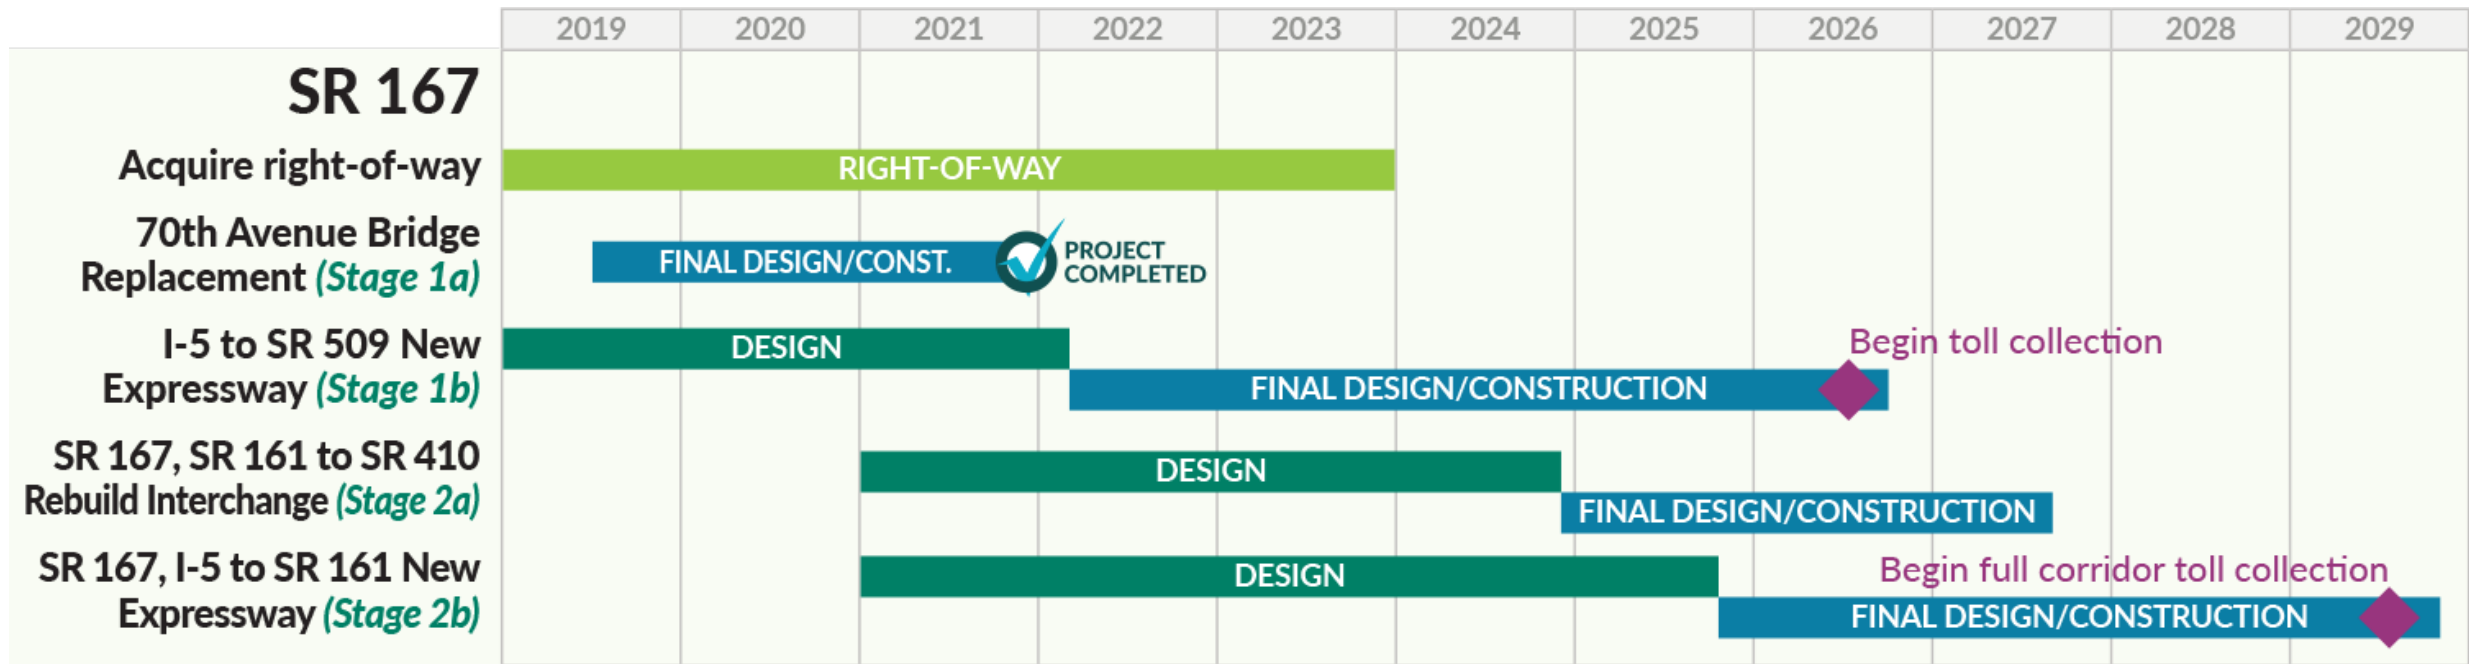 2019 2020 2021 2022 2023 2024 2025 2026 2027 2028 2029
SR 167
Acquire right-of-way
RIGHT-OF-WAY
70th Avenue Bridge
Replacement (Stage 1a)
FINAL DESIGN/CONST.
PROJECT
COMPLETED
I-5 to SR 509 New
Expressway (Stage 1b)
DESIGN
Begin toll collection
FINAL DESIGN/CONSTRUCTION
SR 167, SR 161 to SR 410
Rebuild Interchange (Stage 2a)
DESIGN
FINAL DESIGN/CONSTRUCTION
SR 167, I-5 to SR 161 New
Expressway (Stage 2b)
DESIGN
Begin full corridor toll collection
FINAL DESIGN/CONSTRUCTION